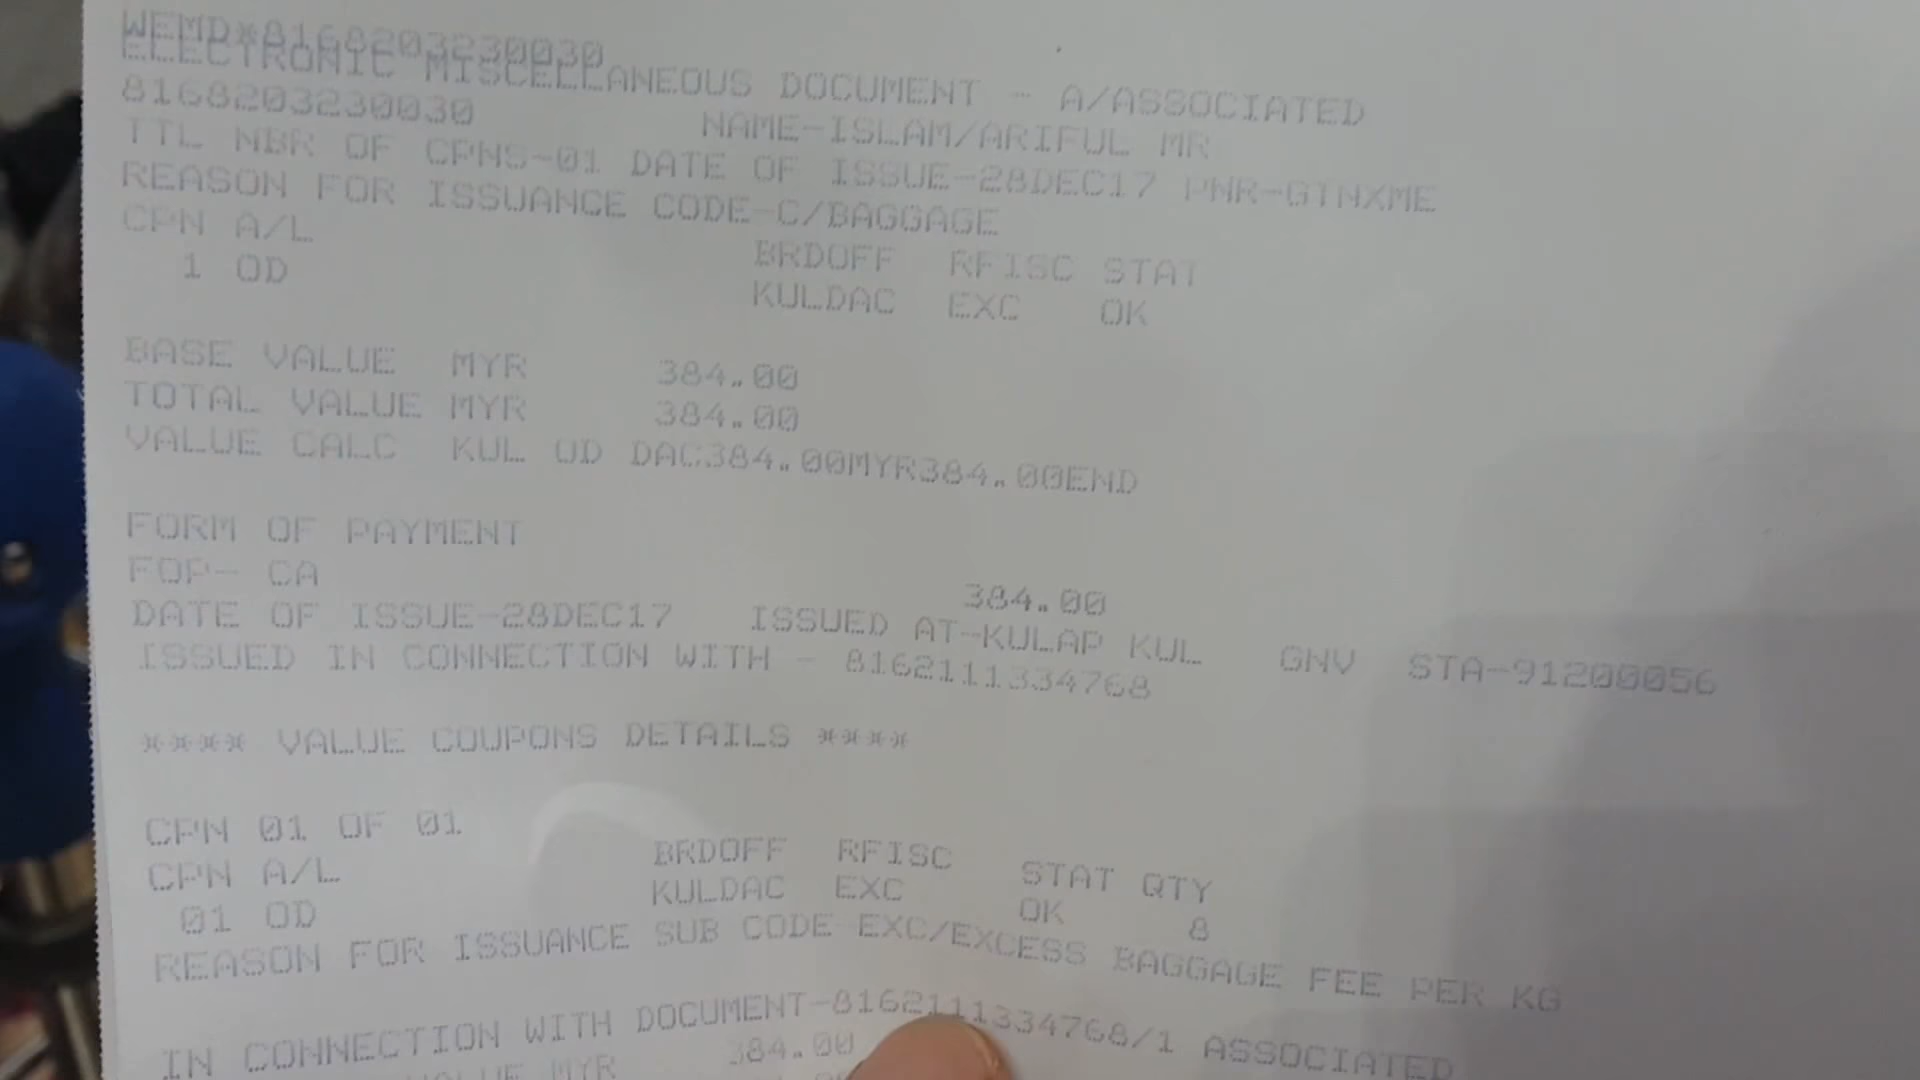 WEMD*8168203230030
ELECTRONIC MISCELLANEOUS DOCUMENT - A/ASSOCIATED
8168203230030 NAME-ISLAM/ARIFUL MR
TTL NBR OF CPNS-01 DATE OF ISSUE-28DEC17 PNR-GTNXME
REASON FOR ISSUANCE CODE-C/BAGGAGE
CPN A/L BRDOFF RFISC STAT
1 OD KULDAC EXC OK
BASE VALUE MYR 384.00
TOTAL VALUE MYR 384.00
VALUE CALC KUL OD DAC384.00MYR384.00END
FORM OF PAYMENT
FOP- CA 384.00
DATE OF ISSUE-28DEC17 ISSUED AT-KULAP KUL GNV STA-91200056
ISSUED IN CONNECTION WITH - 8162111334768
**** VALUE COUPONS DETAILS ****
CPN 01 OF 01
CPN A/L BRDOFF RFISC STAT QTY
01 OD KULDAC EXC OK 8
REASON FOR ISSUANCE SUB CODE-EXC/EXCESS BAGGAGE FEE PER KG
IN CONNECTION WITH DOCUMENT-8162111334768/1 ASSOCIATED
VALUE MYR 384.00